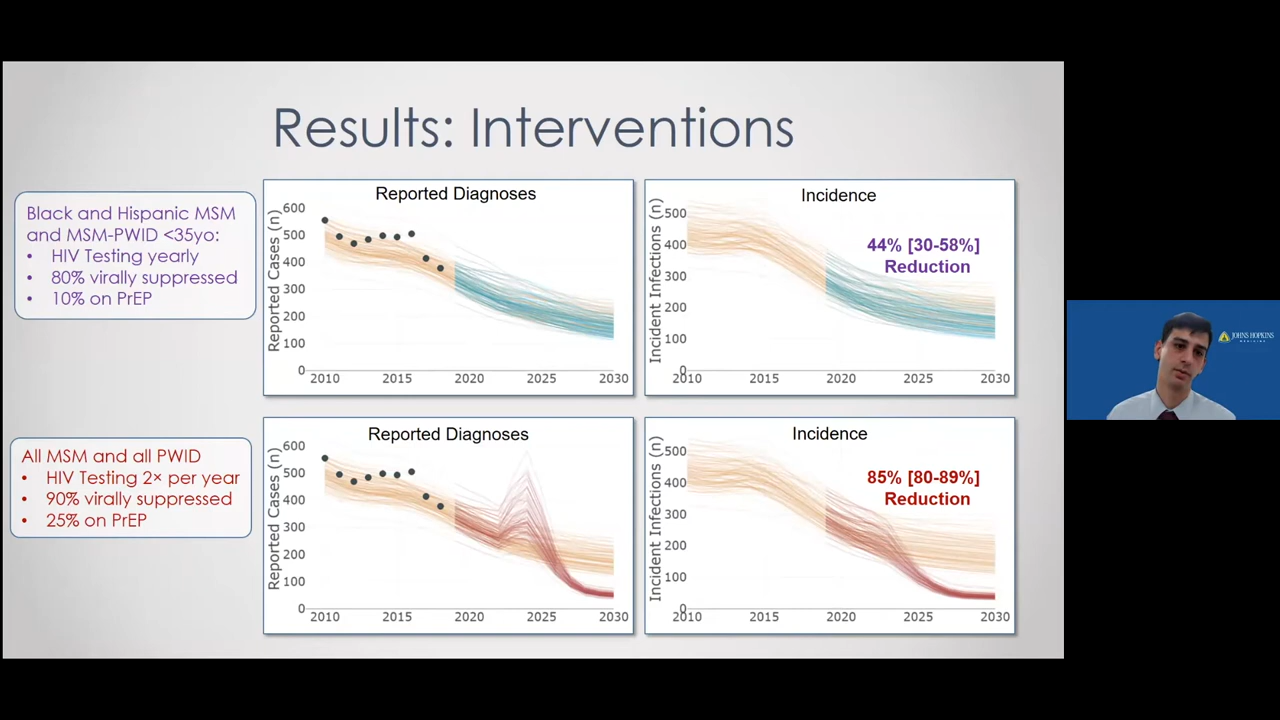 Results: Interventions
Black and Hispanic MSM
and MSM-PWID <35yo:
• HIV Testing yearly
• 80% virally suppressed
• 10% on PrEP
Reported Diagnoses
Reported Cases (n)
600
500
400
300
200
100
0
2010 2015 2020 2025 2030
Incidence
Incident Infections (n)
500
400
300
200
100
0
2010 2015 2020 2025 2030
44% [30-58%]
Reduction
JOHNS HOPKINS
MEDICINE
All MSM and all PWID
• HIV Testing 2× per year
• 90% virally suppressed
• 25% on PrEP
Reported Diagnoses
Reported Cases (n)
600
500
400
300
200
100
0
2010 2015 2020 2025 2030
Incidence
Incident Infections (n)
500
400
300
200
100
0
2010 2015 2020 2025 2030
85% [80-89%]
Reduction